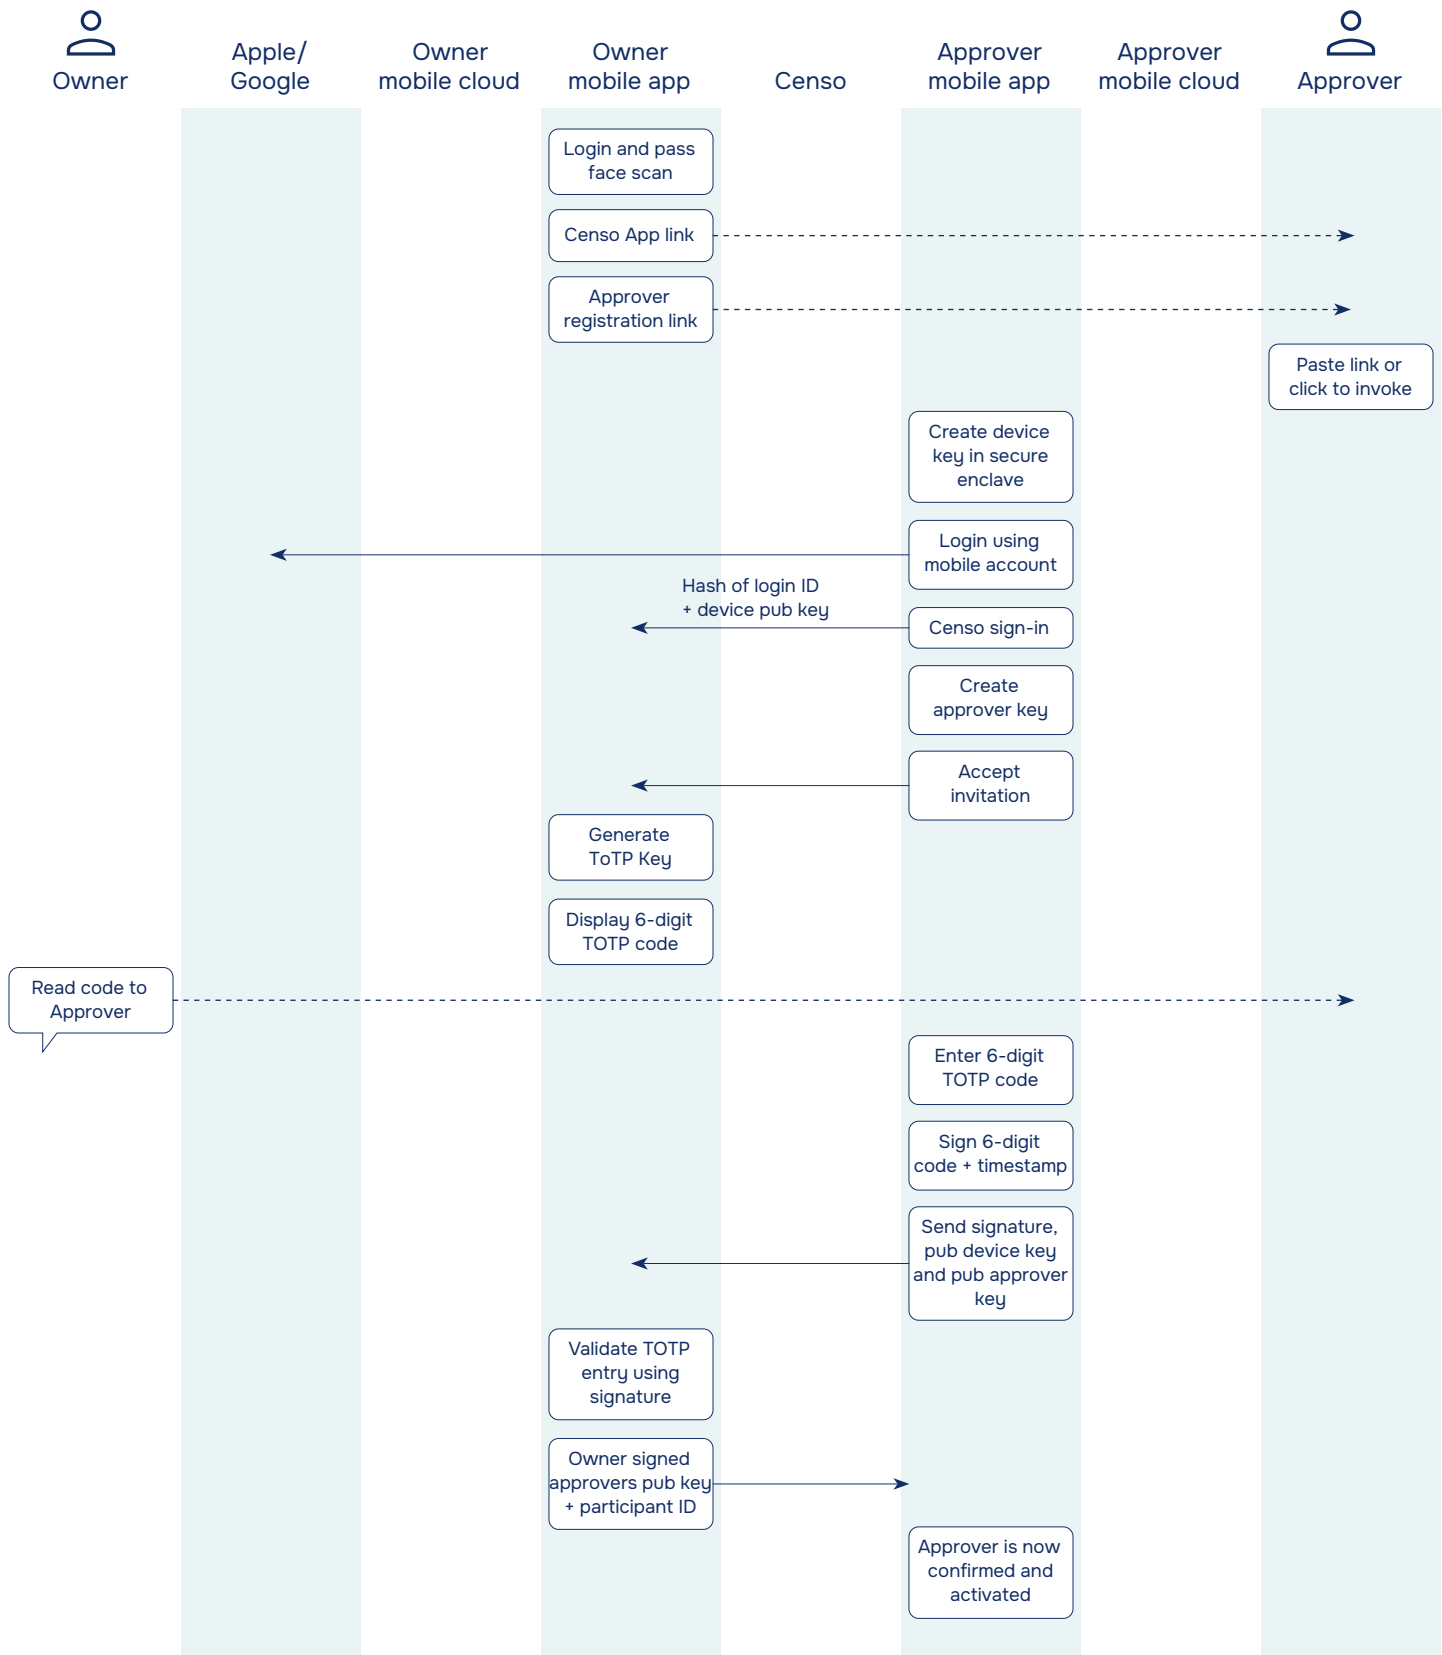 Owner
Apple/
Google
Owner
mobile cloud
Owner
mobile app
Censo
Approver
mobile app
Approver
mobile cloud
Approver
Login and pass
face scan
Censo App link
Approver
registration link
Paste link or
click to invoke
Create device
key in secure
enclave
Login using
mobile account
Hash of login ID
+ device pub key
Censo sign-in
Create
approver key
Accept
invitation
Generate
ToTP Key
Display 6-digit
TOTP code
Read code to
Approver
Enter 6-digit
TOTP code
Sign 6-digit
code + timestamp
Send signature,
pub device key
and pub approver
key
Validate TOTP
entry using
signature
Owner signed
approvers pub key
+ participant ID
Approver is now
confirmed and
activated